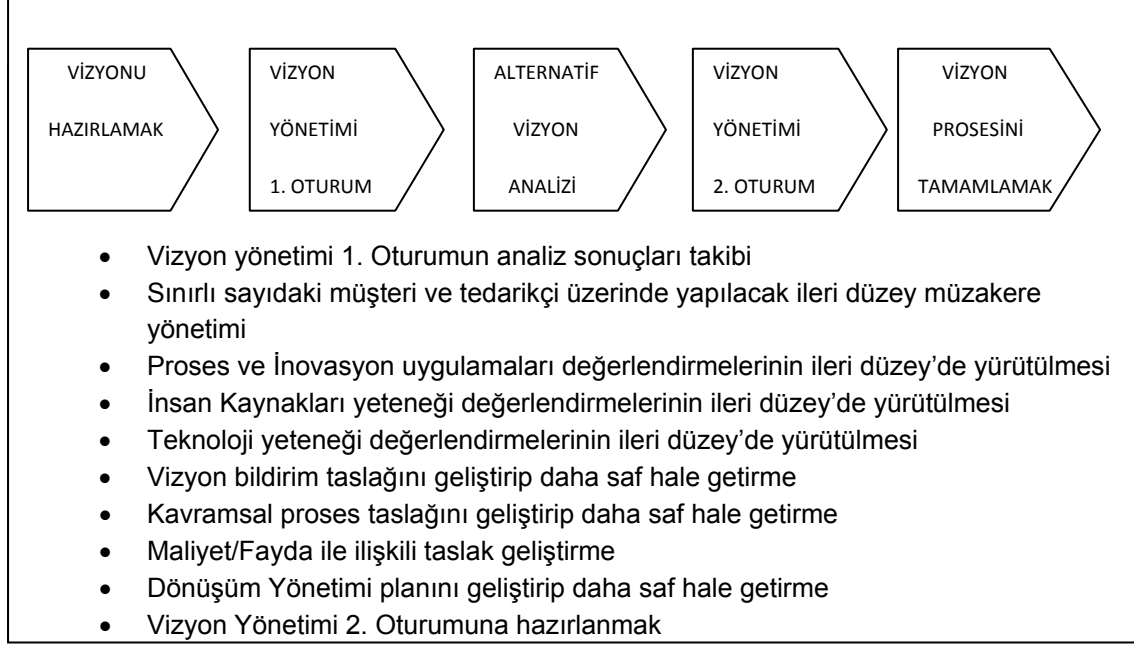 VİZYONU
HAZIRLAMAK
VİZYON
YÖNETİMİ
1. OTURUM
ALTERNATİF
VİZYON
ANALİZİ
VİZYON
YÖNETİMİ
2. OTURUM
VİZYON
PROSESİNİ
TAMAMLAMAK
• Vizyon yönetimi 1. Oturumun analiz sonuçları takibi
• Sınırlı sayıdaki müşteri ve tedarikçi üzerinde yapılacak ileri düzey müzakere
yönetimi
• Proses ve İnovasyon uygulamaları değerlendirmelerinin ileri düzey’de yürütülmesi
• İnsan Kaynakları yeteneği değerlendirmelerinin ileri düzey’de yürütülmesi
• Teknoloji yeteneği değerlendirmelerinin ileri düzey’de yürütülmesi
• Vizyon bildirim taslağını geliştirip daha saf hale getirme
• Kavramsal proses taslağını geliştirip daha saf hale getirme
• Maliyet/Fayda ile ilişkili taslak geliştirme
• Dönüşüm Yönetimi planını geliştirip daha saf hale getirme
• Vizyon Yönetimi 2. Oturumuna hazırlanmak